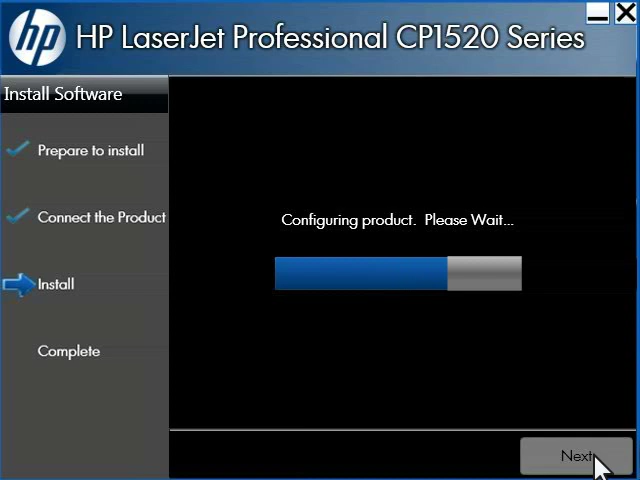 hp HP LaserJet Professional CP1520 Series
Install Software
Prepare to install
Connect the Product
Install
Complete
Configuring product. Please Wait...
Next